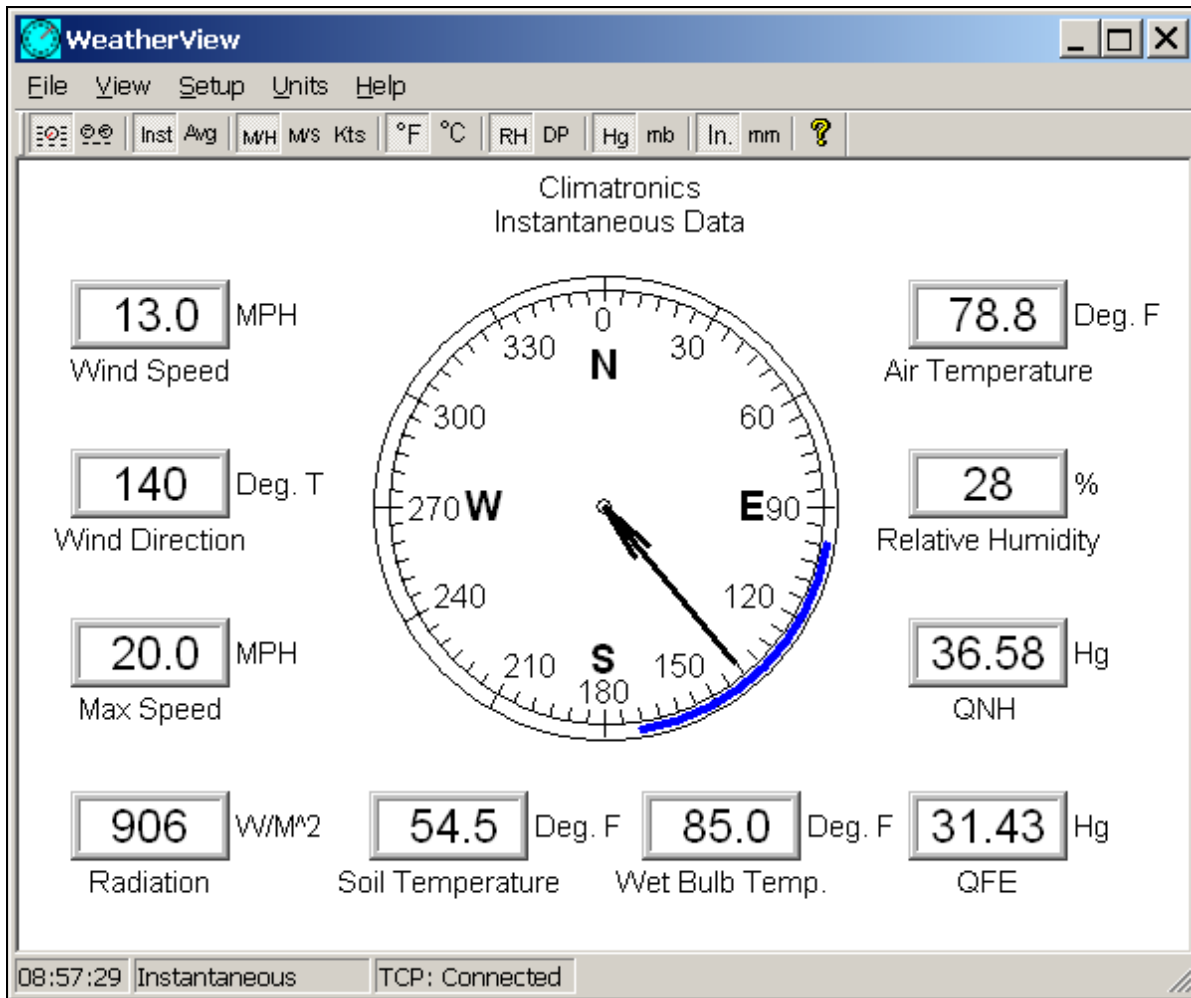 WeatherView
File View Setup Units Help
Inst Avg M/H M/S Kts °F °C RH DP Hg mb In. mm ?
Climatronics
Instantaneous Data
13.0 MPH
Wind Speed
140 Deg. T
Wind Direction
20.0 MPH
Max Speed
0
330 30
N
300 60
270 W E 90
240 120
210 S 150
180
78.8 Deg. F
Air Temperature
28 %
Relative Humidity
36.58 Hg
QNH
906 W/M^2
Radiation
54.5 Deg. F
Soil Temperature
85.0 Deg. F
Wet Bulb Temp.
31.43 Hg
QFE
08:57:29 Instantaneous TCP: Connected